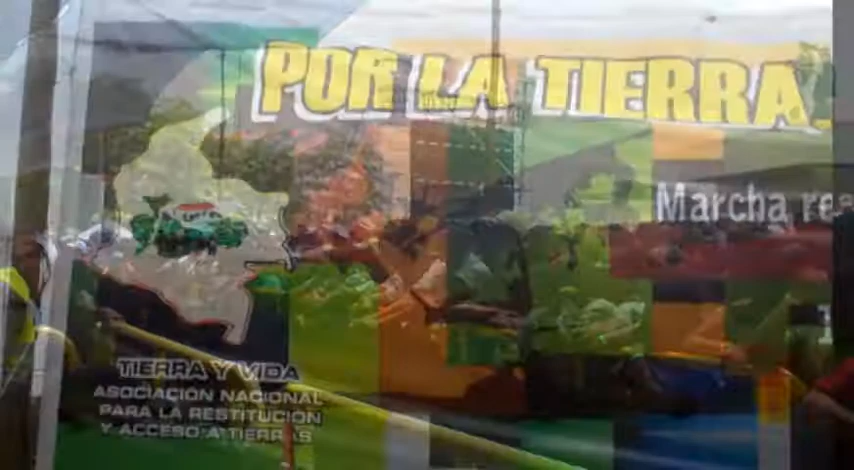 POR LA TIERRA
Marcha
TIERRA Y VIDA
ASOCIACIÓN NACIONAL
PARA LA RESTITUCIÓN
Y ACCESO A TIERRAS